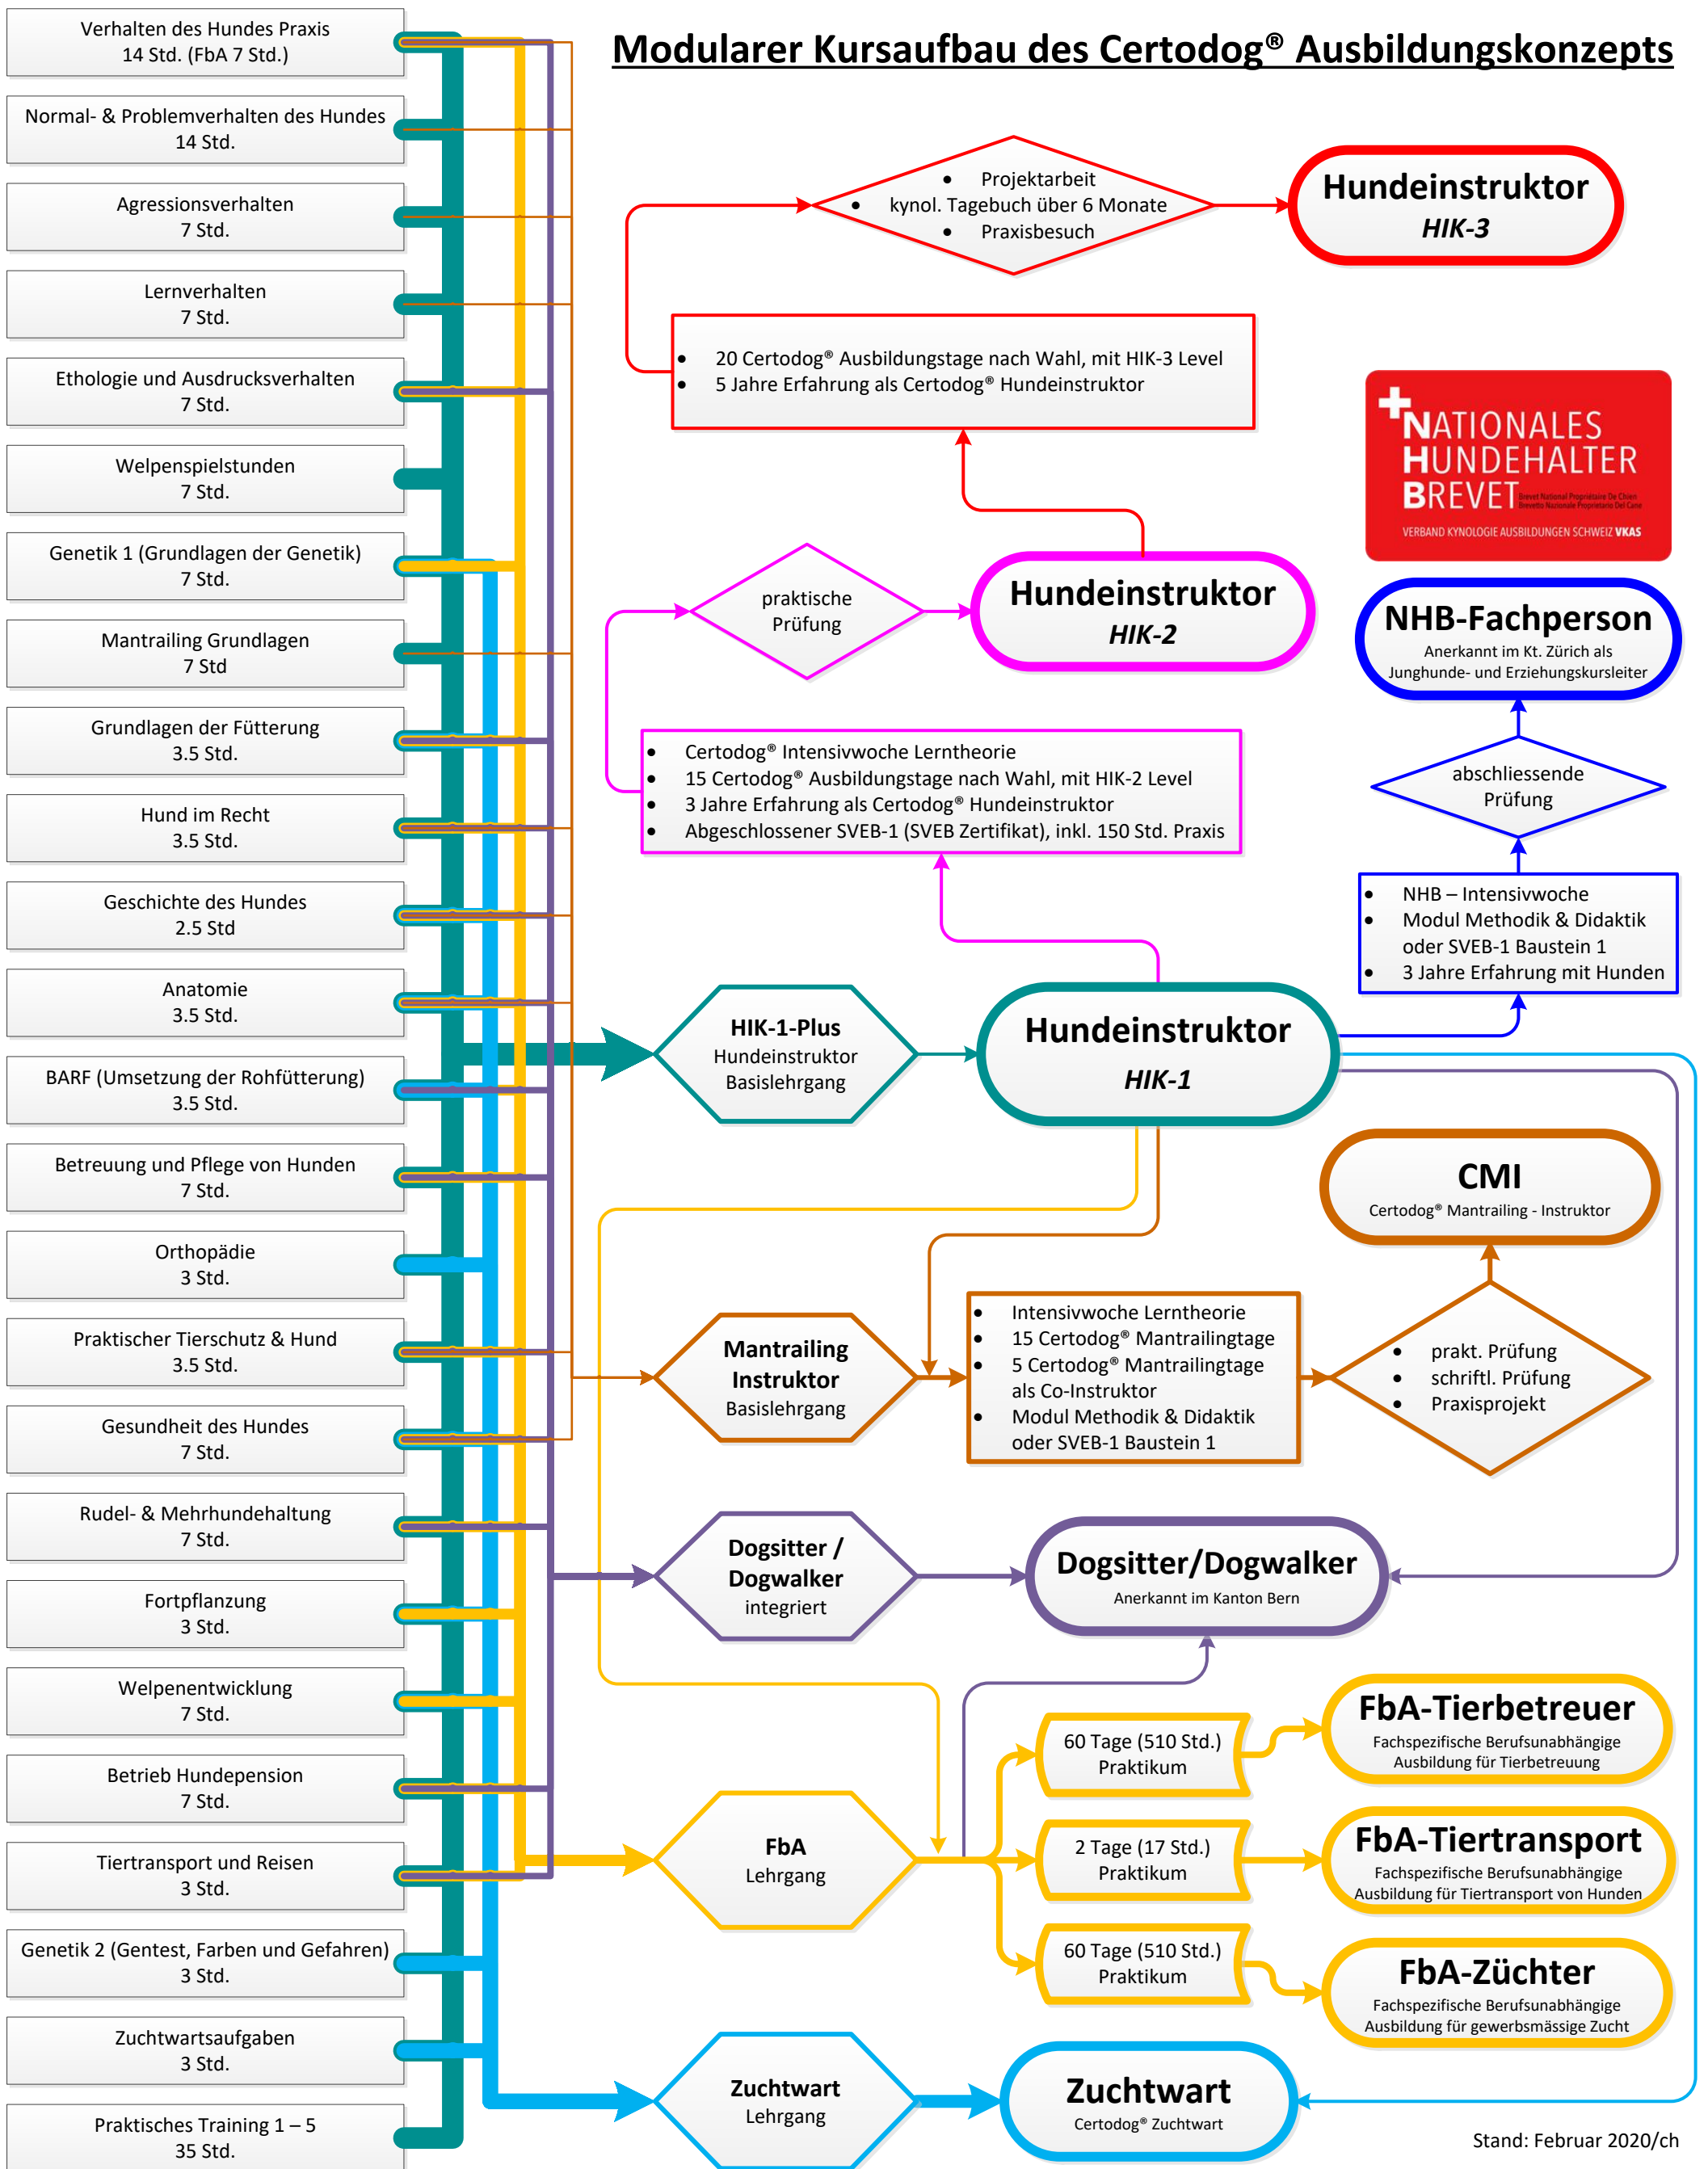 Modularer Kursaufbau des Certodog® Ausbildungskonzepts
Verhalten des Hundes Praxis
14 Std. (FbA 7 Std.)
Normal- & Problemverhalten des Hundes
14 Std.
Agressionsverhalten
7 Std.
Lernverhalten
7 Std.
Ethologie und Ausdrucksverhalten
7 Std.
Welpenspielstunden
7 Std.
Genetik 1 (Grundlagen der Genetik)
7 Std.
Mantrailing Grundlagen
7 Std
Grundlagen der Fütterung
3.5 Std.
Hund im Recht
3.5 Std.
Geschichte des Hundes
2.5 Std
Anatomie
3.5 Std.
BARF (Umsetzung der Rohfütterung)
3.5 Std.
Betreuung und Pflege von Hunden
7 Std.
Orthopädie
3 Std.
Praktischer Tierschutz & Hund
3.5 Std.
Gesundheit des Hundes
7 Std.
Rudel- & Mehrhundehaltung
7 Std.
Fortpflanzung
3 Std.
Welpenentwicklung
7 Std.
Betrieb Hundepension
7 Std.
Tiertransport und Reisen
3 Std.
Genetik 2 (Gentest, Farben und Gefahren)
3 Std.
Zuchtwartsaufgaben
3 Std.
Praktisches Training 1 – 5
35 Std.
• Projektarbeit
• kynol. Tagebuch über 6 Monate
• Praxisbesuch
Hundeinstruktor
HIK-3
• 20 Certodog® Ausbildungstage nach Wahl, mit HIK-3 Level
• 5 Jahre Erfahrung als Certodog® Hundeinstruktor
NATIONALES
HUNDEHALTER
BREVET
Brevet National Propriétaire De Chien
Brevetto Nazionale Proprietario Del Cane
VERBAND KYNOLOGIE AUSBILDUNGEN SCHWEIZ VKAS
praktische
Prüfung
Hundeinstruktor
HIK-2
NHB-Fachperson
Anerkannt im Kt. Zürich als
Junghunde- und Erziehungskursleiter
• Certodog® Intensivwoche Lerntheorie
• 15 Certodog® Ausbildungstage nach Wahl, mit HIK-2 Level
• 3 Jahre Erfahrung als Certodog® Hundeinstruktor
• Abgeschlossener SVEB-1 (SVEB Zertifikat), inkl. 150 Std. Praxis
abschliessende
Prüfung
• NHB – Intensivwoche
• Modul Methodik & Didaktik
oder SVEB-1 Baustein 1
• 3 Jahre Erfahrung mit Hunden
HIK-1-Plus
Hundeinstruktor
Basislehrgang
Hundeinstruktor
HIK-1
CMI
Certodog® Mantrailing - Instruktor
Mantrailing
Instruktor
Basislehrgang
• Intensivwoche Lerntheorie
• 15 Certodog® Mantrailingtage
• 5 Certodog® Mantrailingtage
als Co-Instruktor
• Modul Methodik & Didaktik
oder SVEB-1 Baustein 1
• prakt. Prüfung
• schriftl. Prüfung
• Praxisprojekt
Dogsitter /
Dogwalker
integriert
Dogsitter/Dogwalker
Anerkannt im Kanton Bern
FbA
Lehrgang
60 Tage (510 Std.)
Praktikum
FbA-Tierbetreuer
Fachspezifische Berufsunabhängige
Ausbildung für Tierbetreuung
2 Tage (17 Std.)
Praktikum
FbA-Tiertransport
Fachspezifische Berufsunabhängige
Ausbildung für Tiertransport von Hunden
60 Tage (510 Std.)
Praktikum
FbA-Züchter
Fachspezifische Berufsunabhängige
Ausbildung für gewerbsmässige Zucht
Zuchtwart
Lehrgang
Zuchtwart
Certodog® Zuchtwart
Stand: Februar 2020/ch